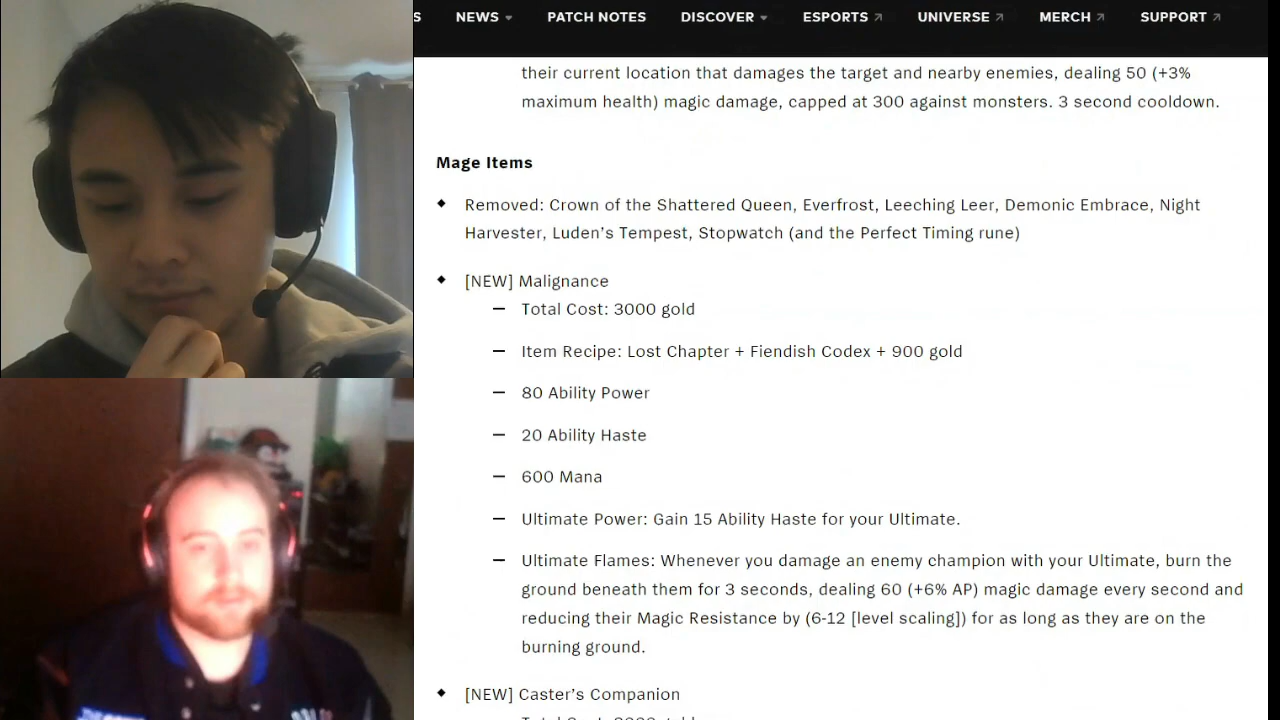 S NEWS PATCH NOTES DISCOVER ESPORTS UNIVERSE MERCH SUPPORT
their current location that damages the target and nearby enemies, dealing 50 (+3%
maximum health) magic damage, capped at 300 against monsters. 3 second cooldown.
Mage Items
Removed: Crown of the Shattered Queen, Everfrost, Leeching Leer, Demonic Embrace, Night
Harvester, Luden's Tempest, Stopwatch (and the Perfect Timing rune)
[NEW] Malignance
Total Cost: 3000 gold
Item Recipe: Lost Chapter + Fiendish Codex + 900 gold
80 Ability Power
20 Ability Haste
600 Mana
Ultimate Power: Gain 15 Ability Haste for your Ultimate.
Ultimate Flames: Whenever you damage an enemy champion with your Ultimate, burn the
ground beneath them for 3 seconds, dealing 60 (+6% AP) magic damage every second and
reducing their Magic Resistance by (6-12 [level scaling]) for as long as they are on the
burning ground.
[NEW] Caster's Companion